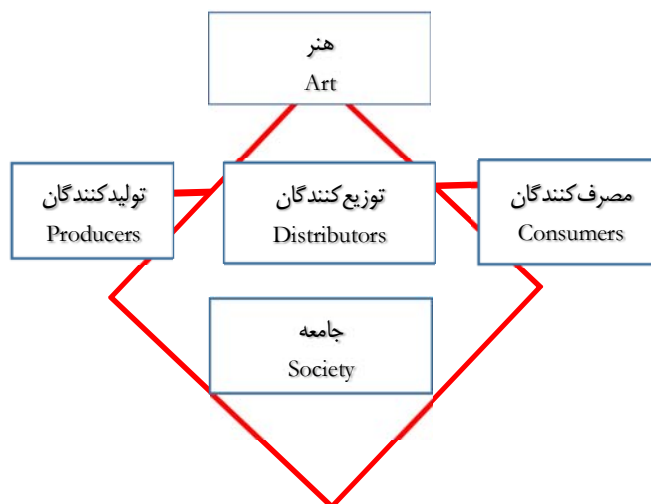 هنر
Art
تولیدکنندگان
Producers
توزیع‌کنندگان
Distributors
مصرف‌کنندگان
Consumers
جامعه
Society